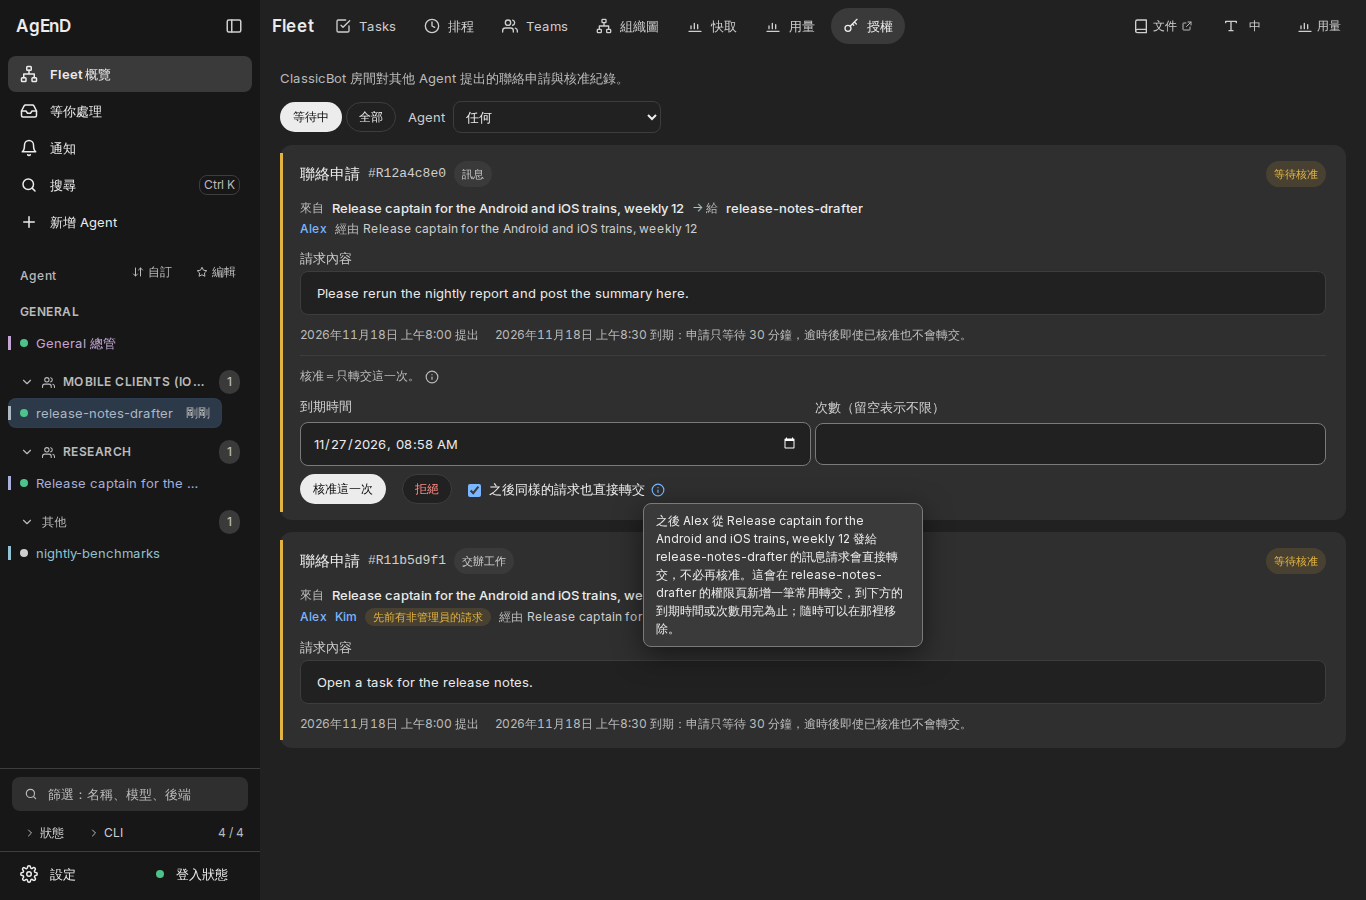 AgEnD
Fleet 概覽
等你處理
通知
搜尋 Ctrl K
新增 Agent
Agent 自訂 編輯
GENERAL
General 總管
MOBILE CLIENTS (IO... 1
release-notes-drafter 剛剛
RESEARCH 1
Release captain for the ...
其他 1
nightly-benchmarks
篩選：名稱、模型、後端
狀態 CLI 4 / 4
設定 登入狀態
Fleet Tasks 排程 Teams 組織圖 快取 用量 授權 文件 中 用量
ClassicBot 房間對其他 Agent 提出的聯絡申請與核准紀錄。
等待中 全部 Agent 任何
聯絡申請 #R12a4c8e0 訊息 等待核准
來自 Release captain for the Android and iOS trains, weekly 12 → 給 release-notes-drafter
Alex 經由 Release captain for the Android and iOS trains, weekly 12
請求內容
Please rerun the nightly report and post the summary here.
2026年11月18日 上午8:00 提出 2026年11月18日 上午8:30 到期：申請只等待 30 分鐘，逾時後即使已核准也不會轉交。
核准＝只轉交這一次。
到期時間 次數（留空表示不限）
11/27/2026, 08:58 AM
核准這一次 拒絕 之後同樣的請求也直接轉交
之後 Alex 從 Release captain for the
Android and iOS trains, weekly 12 發給
release-notes-drafter 的訊息請求會直接轉
交，不必再核准。這會在 release-notes-
drafter 的權限頁新增一筆常用轉交，到下方的
到期時間或次數用完為止；隨時可以在那裡移
除。
聯絡申請 #R11b5d9f1 交辦工作 等待核准
來自 Release captain for the Android and iOS trains, we
Alex Kim 先前有非管理員的請求 經由 Release captain for
請求內容
Open a task for the release notes.
2026年11月18日 上午8:00 提出 2026年11月18日 上午8:30 到期：申請只等待 30 分鐘，逾時後即使已核准也不會轉交。